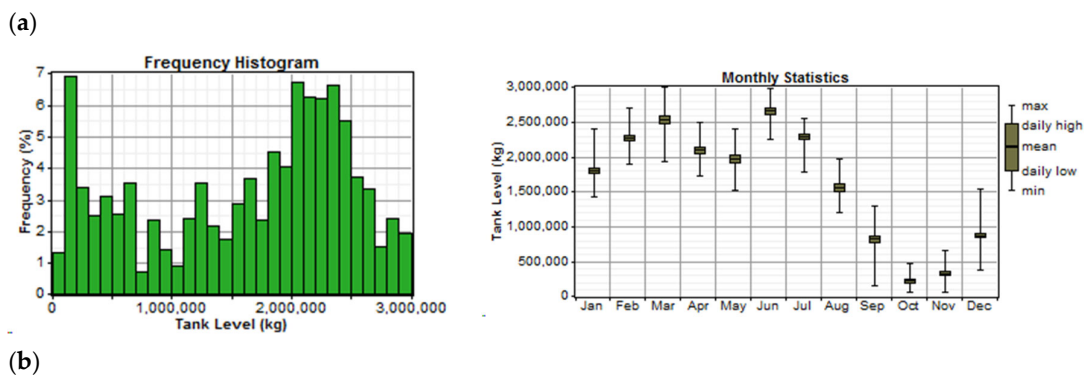 (a)
Frequency Histogram
7
6
5
4
3
2
1
0
Frequency (%)
0
1,000,000
2,000,000
3,000,000
Tank Level (kg)
Monthly Statistics
3,000,000
2,500,000
2,000,000
1,500,000
1,000,000
500,000
0
Tank Level (kg)
Jan Feb Mar Apr May Jun Jul Aug Sep Oct Nov Dec
max
daily high
mean
daily low
min
(b)